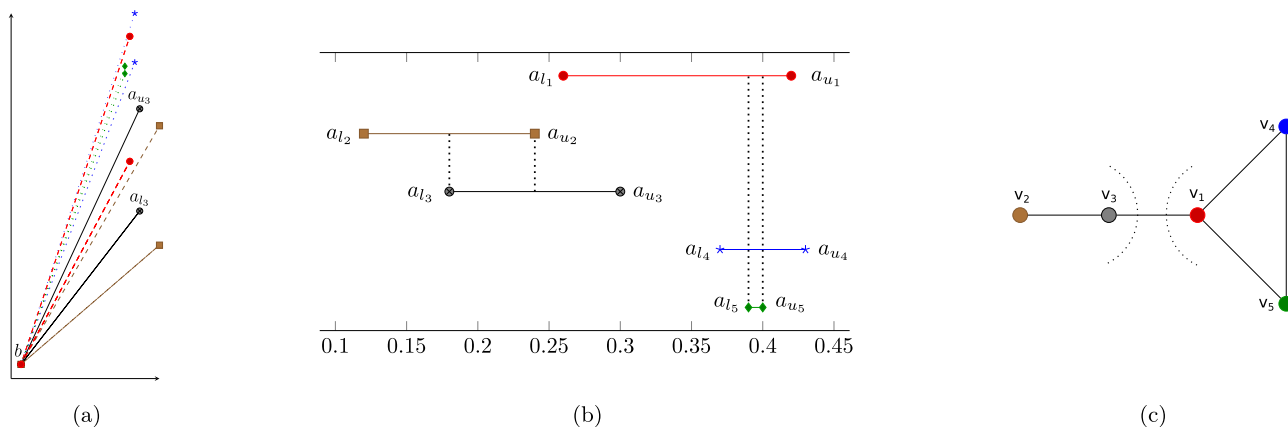 a_{u_3}
a_{l_3}
b
(a)
a_{l_1} a_{u_1}
a_{l_2} a_{u_2}
a_{l_3} a_{u_3}
a_{l_4} a_{u_4}
a_{l_5} a_{u_5}
0.1 0.15 0.2 0.25 0.3 0.35 0.4 0.45
(b)
v_4
v_2 v_3 v_1
v_5
(c)